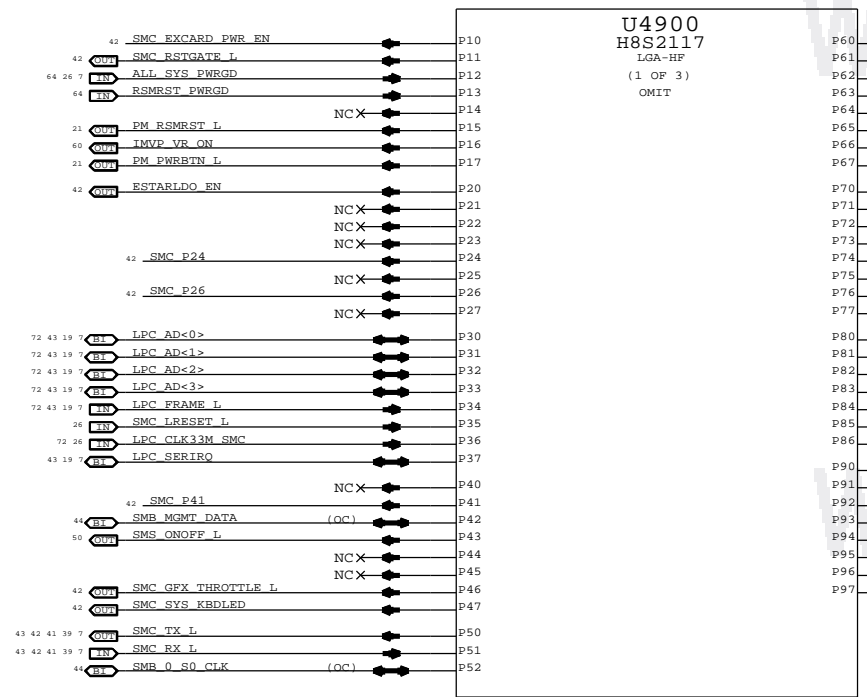 U4900
H8S2117
LGA-HF
(1 OF 3)
OMIT
42 SMC_EXCARD_PWR_EN P10 P60
42 OUT SMC_RSTGATE_L P11 P61
64 26 7 IN ALL_SYS_PWRGD P12 P62
64 IN RSMRST_PWRGD P13 P63
NC P14 P64
21 OUT PM_RSMRST_L P15 P65
60 OUT IMVP_VR_ON P16 P66
21 OUT PM_PWRBTN_L P17 P67
42 OUT ESTARLDO_EN P20 P70
NC P21 P71
NC P22 P72
NC P23 P73
42 SMC_P24 P24 P74
NC P25 P75
42 SMC_P26 P26 P76
NC P27 P77
72 43 19 7 BI LPC_AD<0> P30 P80
72 43 19 7 BI LPC_AD<1> P31 P81
72 43 19 7 BI LPC_AD<2> P32 P82
72 43 19 7 BI LPC_AD<3> P33 P83
72 43 19 7 IN LPC_FRAME_L P34 P84
26 IN SMC_LRESET_L P35 P85
72 26 IN LPC_CLK33M_SMC P36 P86
43 19 7 BI LPC_SERIRQ P37
P90
NC P40 P91
42 SMC_P41 P41 P92
44 BI SMB_MGMT_DATA (OC) P42 P93
50 OUT SMS_ONOFF_L P43 P94
NC P44 P95
NC P45 P96
42 OUT SMC_GFX_THROTTLE_L P46 P97
42 OUT SMC_SYS_KBDLED P47
43 42 41 39 7 OUT SMC_TX_L P50
43 42 41 39 7 IN SMC_RX_L P51
44 BI SMB_0_S0_CLK (OC) P52